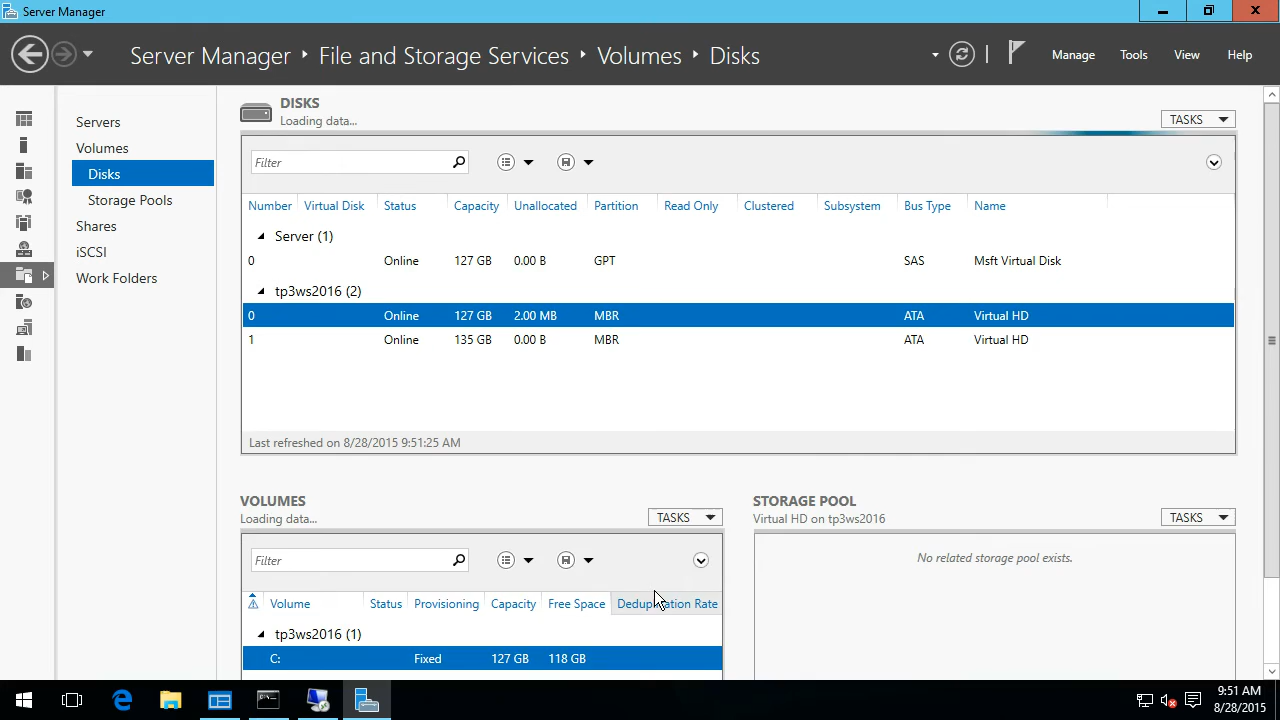 Server Manager
Server Manager ‣ File and Storage Services ‣ Volumes ‣ Disks
Manage Tools View Help
Servers
Volumes
Disks
Storage Pools
Shares
iSCSI
Work Folders
DISKS
Loading data...
TASKS
Filter
Number Virtual Disk Status Capacity Unallocated Partition Read Only Clustered Subsystem Bus Type Name
Server (1)
0 Online 127 GB 0.00 B GPT SAS Msft Virtual Disk
tp3ws2016 (2)
0 Online 127 GB 2.00 MB MBR ATA Virtual HD
1 Online 135 GB 0.00 B MBR ATA Virtual HD
Last refreshed on 8/28/2015 9:51:25 AM
VOLUMES
Loading data...
TASKS
Filter
Volume Status Provisioning Capacity Free Space Deduplication Rate
tp3ws2016 (1)
C: Fixed 127 GB 118 GB
STORAGE POOL
Virtual HD on tp3ws2016
TASKS
No related storage pool exists.
9:51 AM
8/28/2015